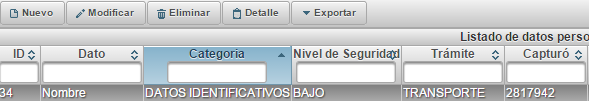 Nuevo Modificar Eliminar Detalle Exportar
Listado de datos perso
ID Dato Categoria Nivel de Seguridad Trámite Capturó
34 Nombre DATOS IDENTIFICATIVOS BAJO TRANSPORTE 2817942